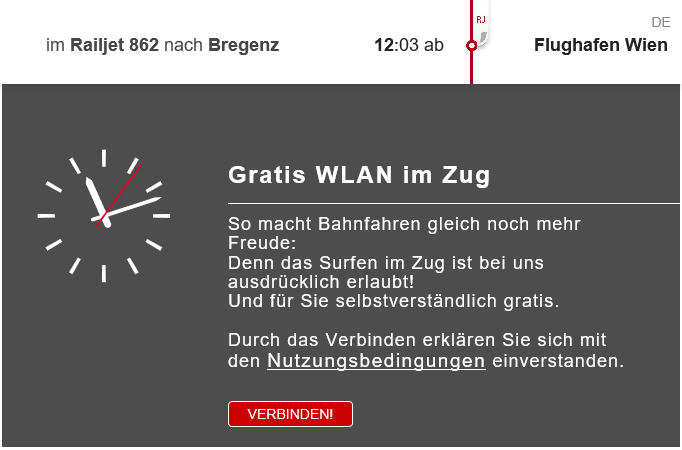 DE
RJ
im Railjet 862 nach Bregenz 12:03 ab Flughafen Wien
Gratis WLAN im Zug
So macht Bahnfahren gleich noch mehr
Freude:
Denn das Surfen im Zug ist bei uns
ausdrücklich erlaubt!
Und für Sie selbstverständlich gratis.
Durch das Verbinden erklären Sie sich mit
den Nutzungsbedingungen einverstanden.
VERBINDEN!